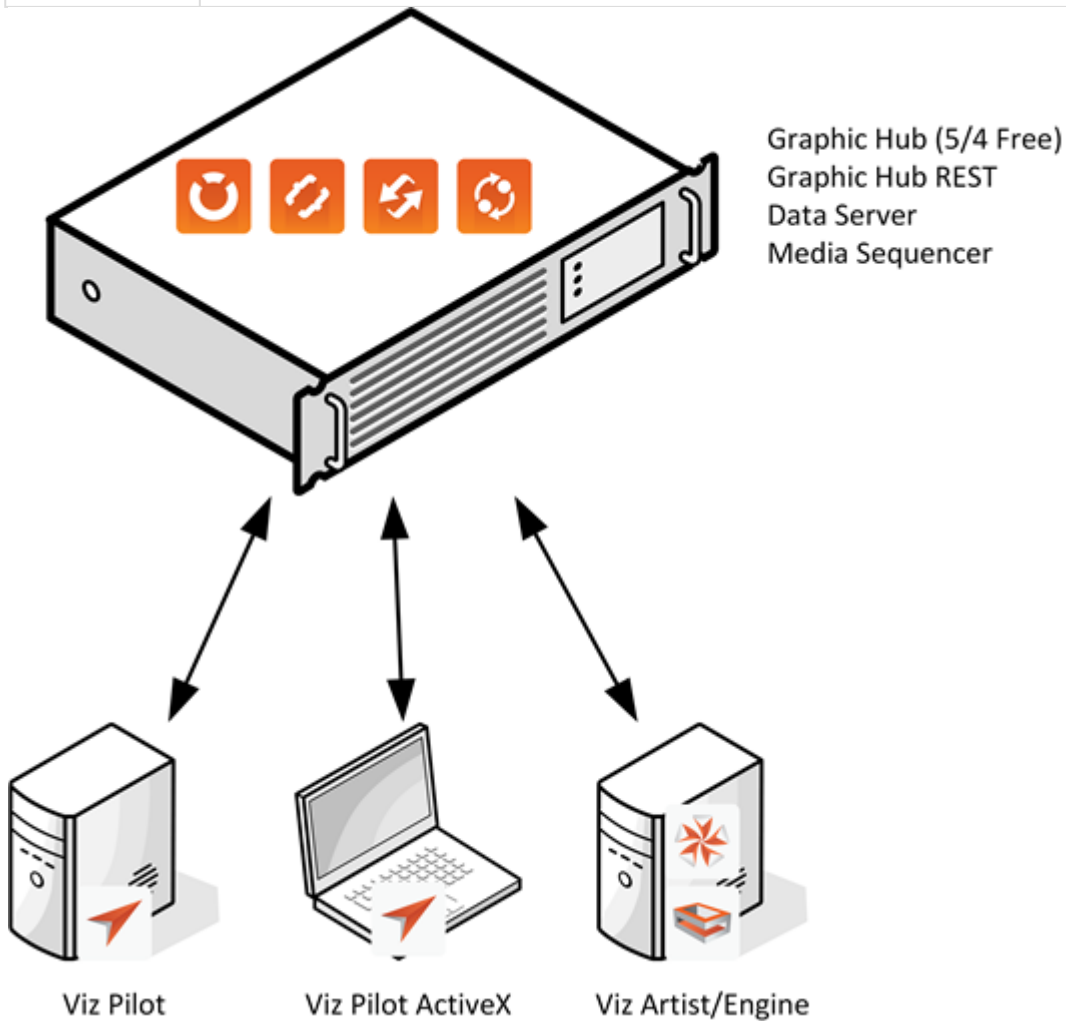 Graphic Hub (5/4 Free)
Graphic Hub REST
Data Server
Media Sequencer
Viz Pilot
Viz Pilot ActiveX
Viz Artist/Engine